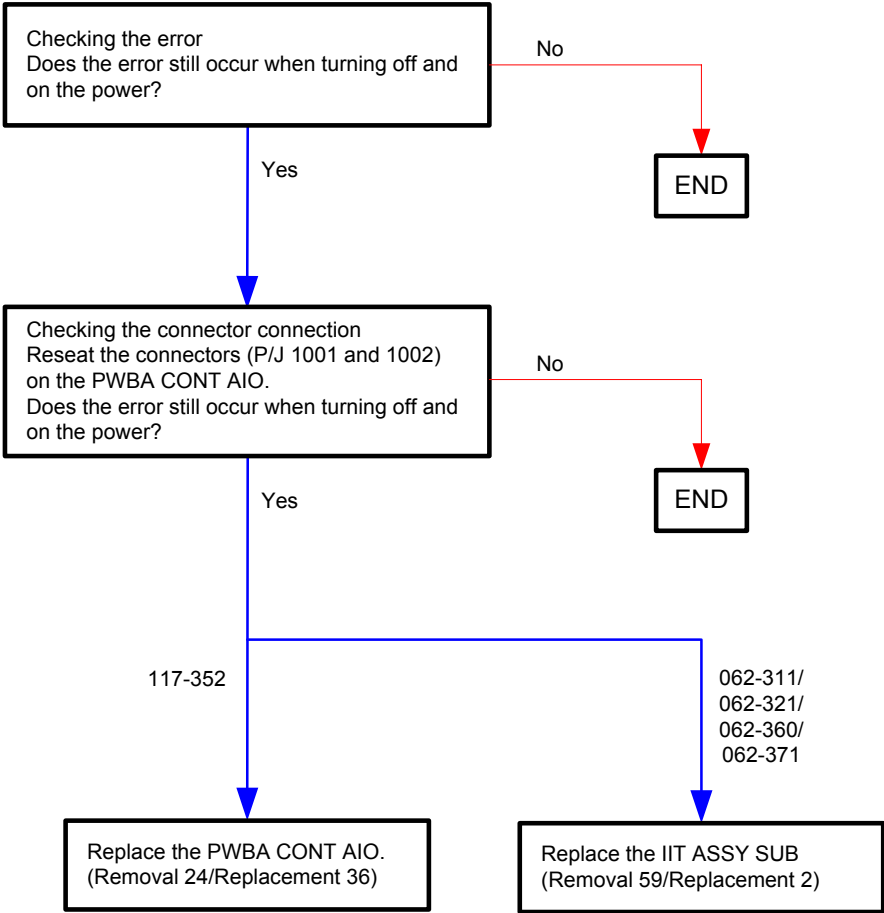 Checking the error
Does the error still occur when turning off and
on the power?
No
END
Yes
Checking the connector connection
Reseat the connectors (P/J 1001 and 1002)
on the PWBA CONT AIO.
Does the error still occur when turning off and
on the power?
No
END
Yes
117-352
062-311/
062-321/
062-360/
062-371
Replace the PWBA CONT AIO.
(Removal 24/Replacement 36)
Replace the IIT ASSY SUB
(Removal 59/Replacement 2)